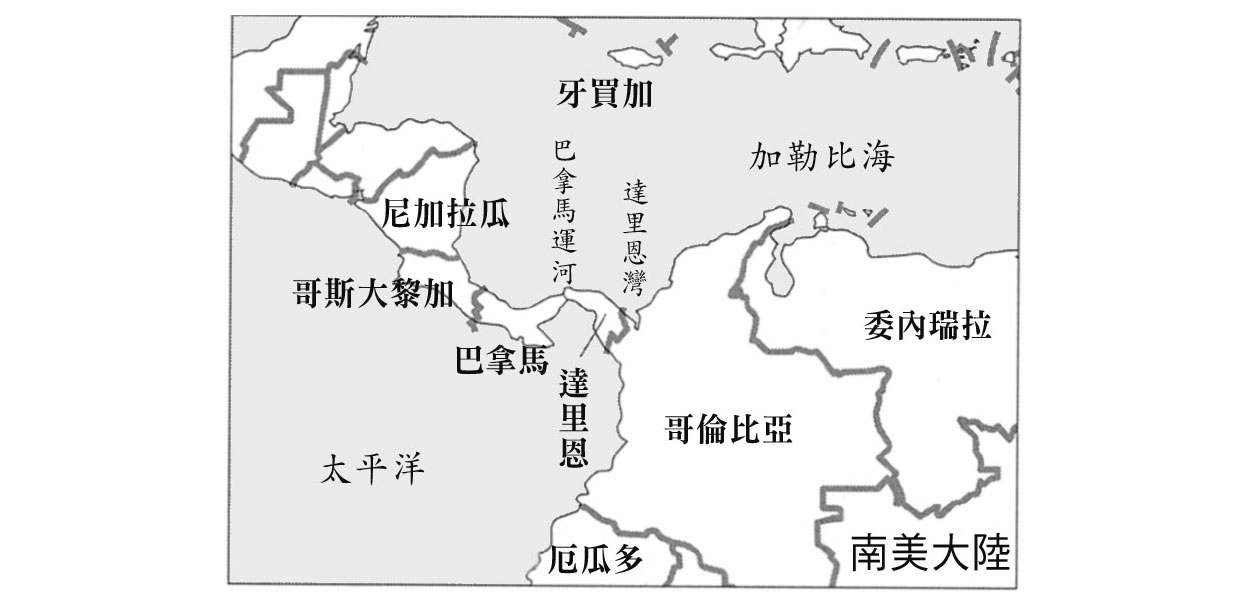 牙買加
加勒比海
巴拿馬運河
達里恩灣
尼加拉瓜
哥斯大黎加
委內瑞拉
巴拿馬
達里恩
哥倫比亞
太平洋
南美大陸
厄瓜多